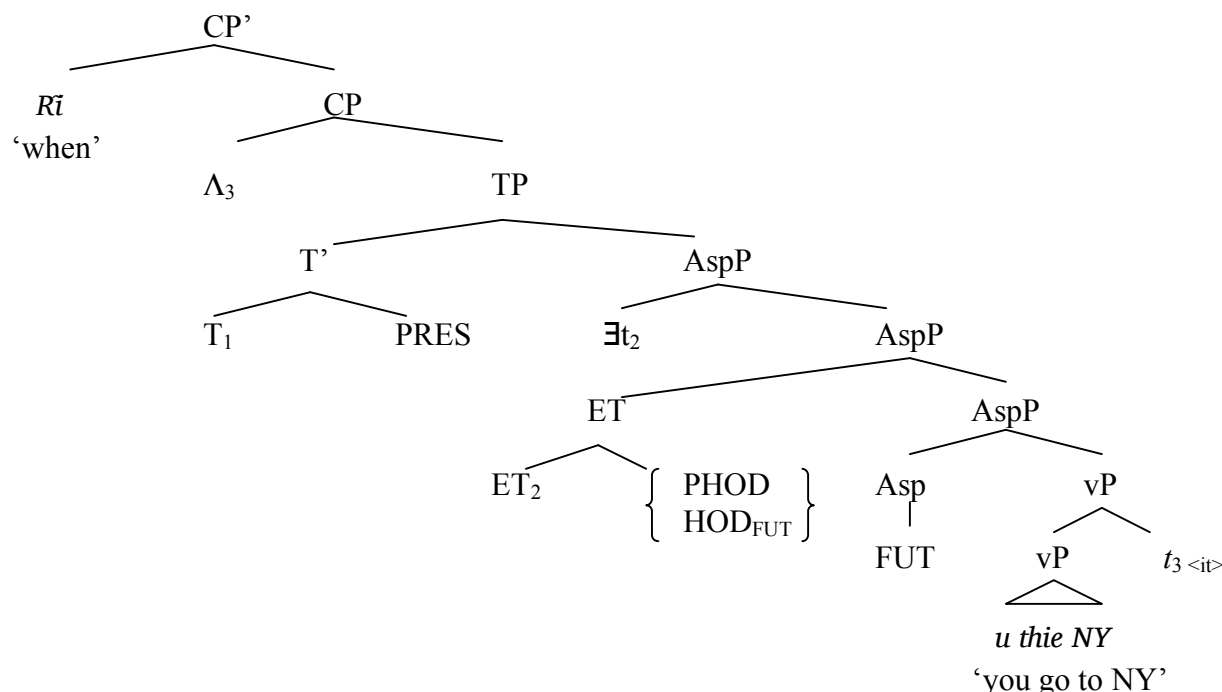 CP’
Rĩ CP
‘when’
Λ₃ TP
T’ AspP
T₁ PRES ∃t₂ AspP
ET AspP
ET₂ { PHOD } Asp vP
HOD_FUT
FUT vP t₃ <it>
u thie NY
‘you go to NY’